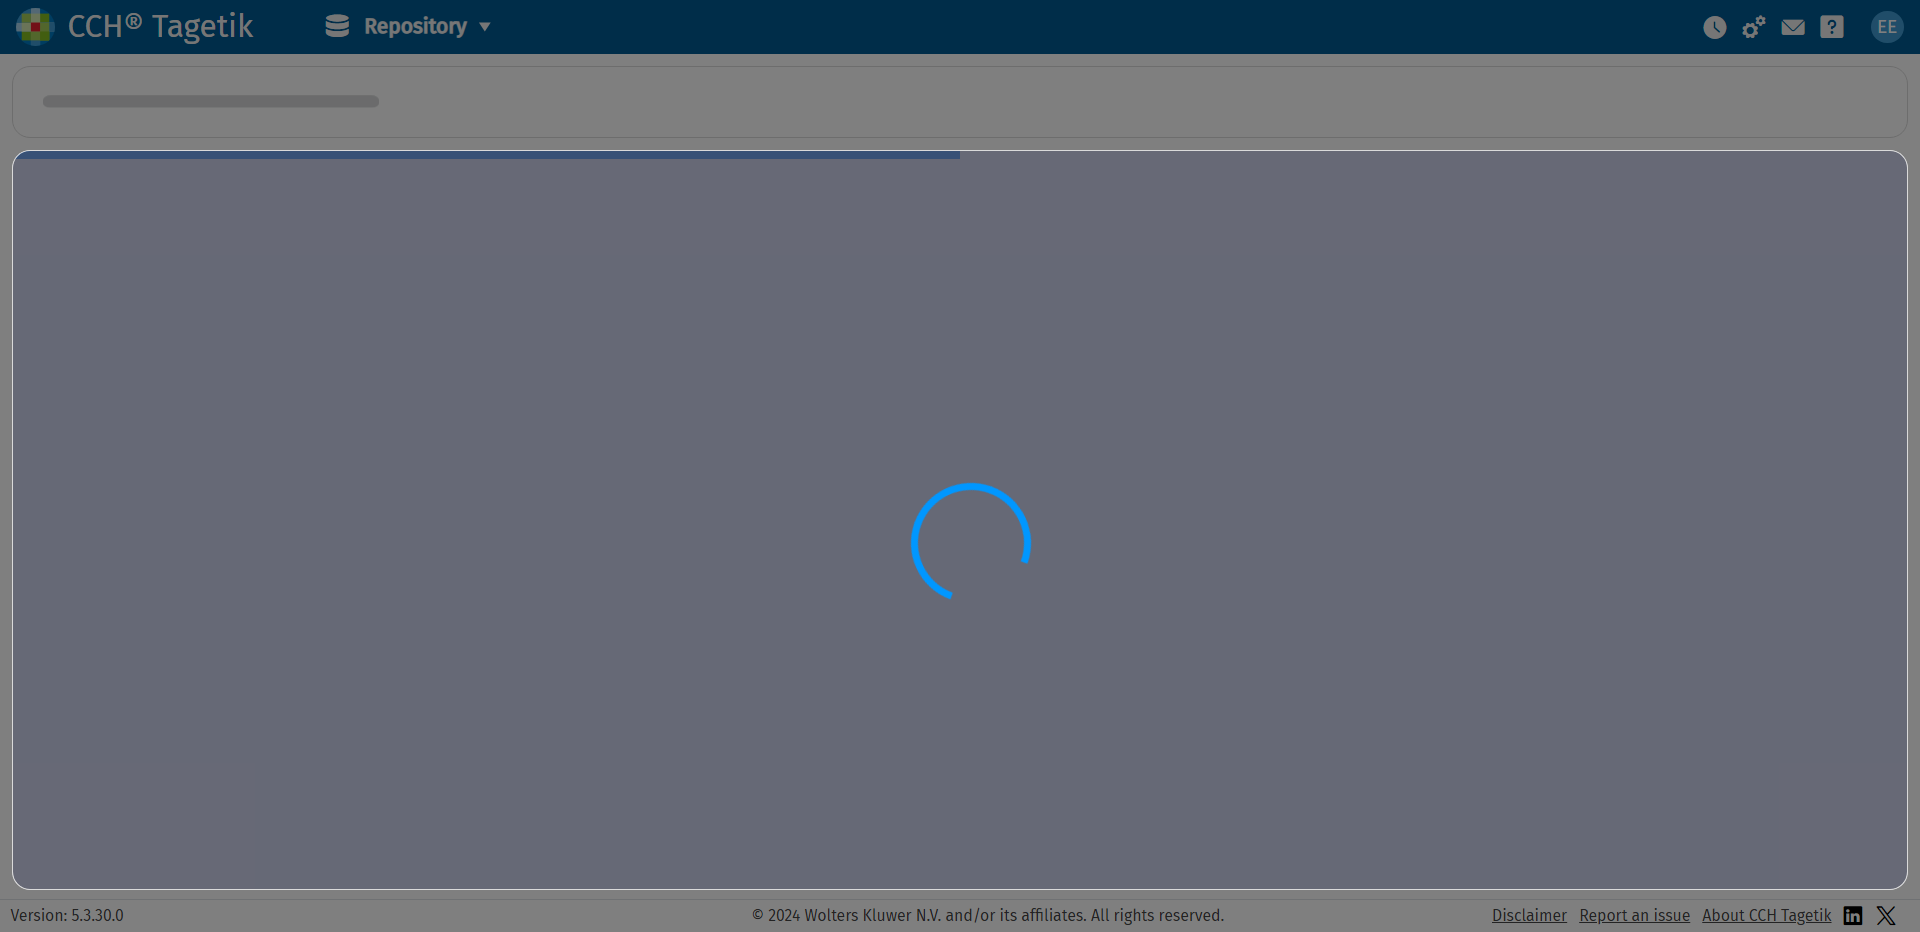 CCH® Tagetik
Repository
?
EE
Version: 5.3.30.0
© 2024 Wolters Kluwer N.V. and/or its affiliates. All rights reserved.
Disclaimer Report an issue About CCH Tagetik in X